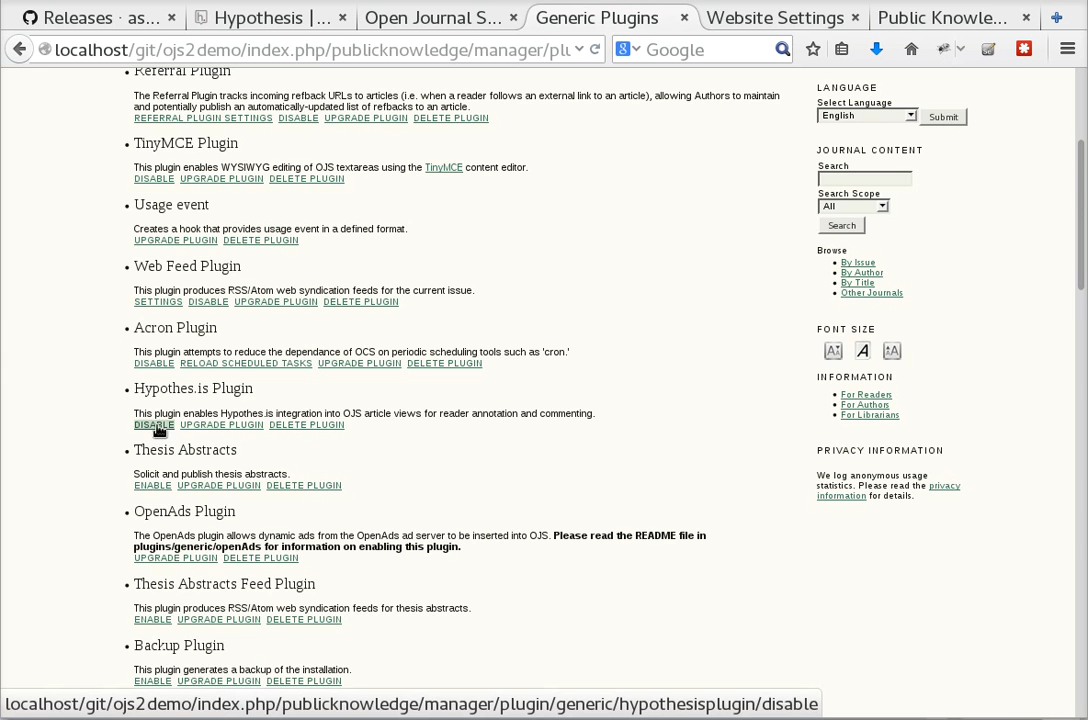 Releases · as...
Hypothesis | ...
Open Journal S...
Generic Plugins
Website Settings
Public Knowle...
localhost/git/ojs2demo/index.php/publicknowledge/manager/plu
Google
Referral Plugin
The Referral Plugin tracks incoming refback URLs to articles (i.e. when a reader follows an external link to an article), allowing Authors to maintain
and potentially publish an automatically-updated list of refbacks to an article.
REFERRAL PLUGIN SETTINGS DISABLE UPGRADE PLUGIN DELETE PLUGIN
TinyMCE Plugin
This plugin enables WYSIWYG editing of OJS textareas using the TinyMCE content editor.
DISABLE UPGRADE PLUGIN DELETE PLUGIN
Usage event
Creates a hook that provides usage event in a defined format.
UPGRADE PLUGIN DELETE PLUGIN
Web Feed Plugin
This plugin produces RSS/Atom web syndication feeds for the current issue.
SETTINGS DISABLE UPGRADE PLUGIN DELETE PLUGIN
Acron Plugin
This plugin attempts to reduce the dependance of OCS on periodic scheduling tools such as 'cron.'
DISABLE RELOAD SCHEDULED TASKS UPGRADE PLUGIN DELETE PLUGIN
Hypothes.is Plugin
This plugin enables Hypothes.is integration into OJS article views for reader annotation and commenting.
DISABLE UPGRADE PLUGIN DELETE PLUGIN
Thesis Abstracts
Solicit and publish thesis abstracts.
ENABLE UPGRADE PLUGIN DELETE PLUGIN
OpenAds Plugin
The OpenAds plugin allows dynamic ads from the OpenAds ad server to be inserted into OJS. Please read the README file in
plugins/generic/openAds for information on enabling this plugin.
UPGRADE PLUGIN DELETE PLUGIN
Thesis Abstracts Feed Plugin
This plugin produces RSS/Atom web syndication feeds for thesis abstracts.
ENABLE UPGRADE PLUGIN DELETE PLUGIN
Backup Plugin
This plugin generates a backup of the installation.
ENABLE UPGRADE PLUGIN DELETE PLUGIN
LANGUAGE
Select Language
English
Submit
JOURNAL CONTENT
Search
Search Scope
All
Search
Browse
By Issue
By Author
By Title
Other Journals
FONT SIZE
A A A
INFORMATION
For Readers
For Authors
For Librarians
PRIVACY INFORMATION
We log anonymous usage
statistics. Please read the privacy
information for details.
localhost/git/ojs2demo/index.php/publicknowledge/manager/plugin/generic/hypothesisplugin/disable